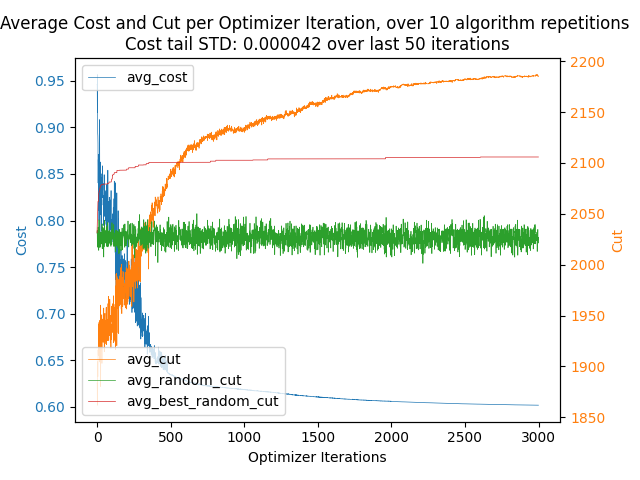 Average Cost and Cut per Optimizer Iteration, over 10 algorithm repetitions
Cost tail STD: 0.000042 over last 50 iterations
avg_cost
0.95
0.90
0.85
0.80
0.75
0.70
0.65
0.60
Cost
2200
2150
2100
2050
2000
1950
1900
1850
Cut
avg_cut
avg_random_cut
avg_best_random_cut
0 500 1000 1500 2000 2500 3000
Optimizer Iterations